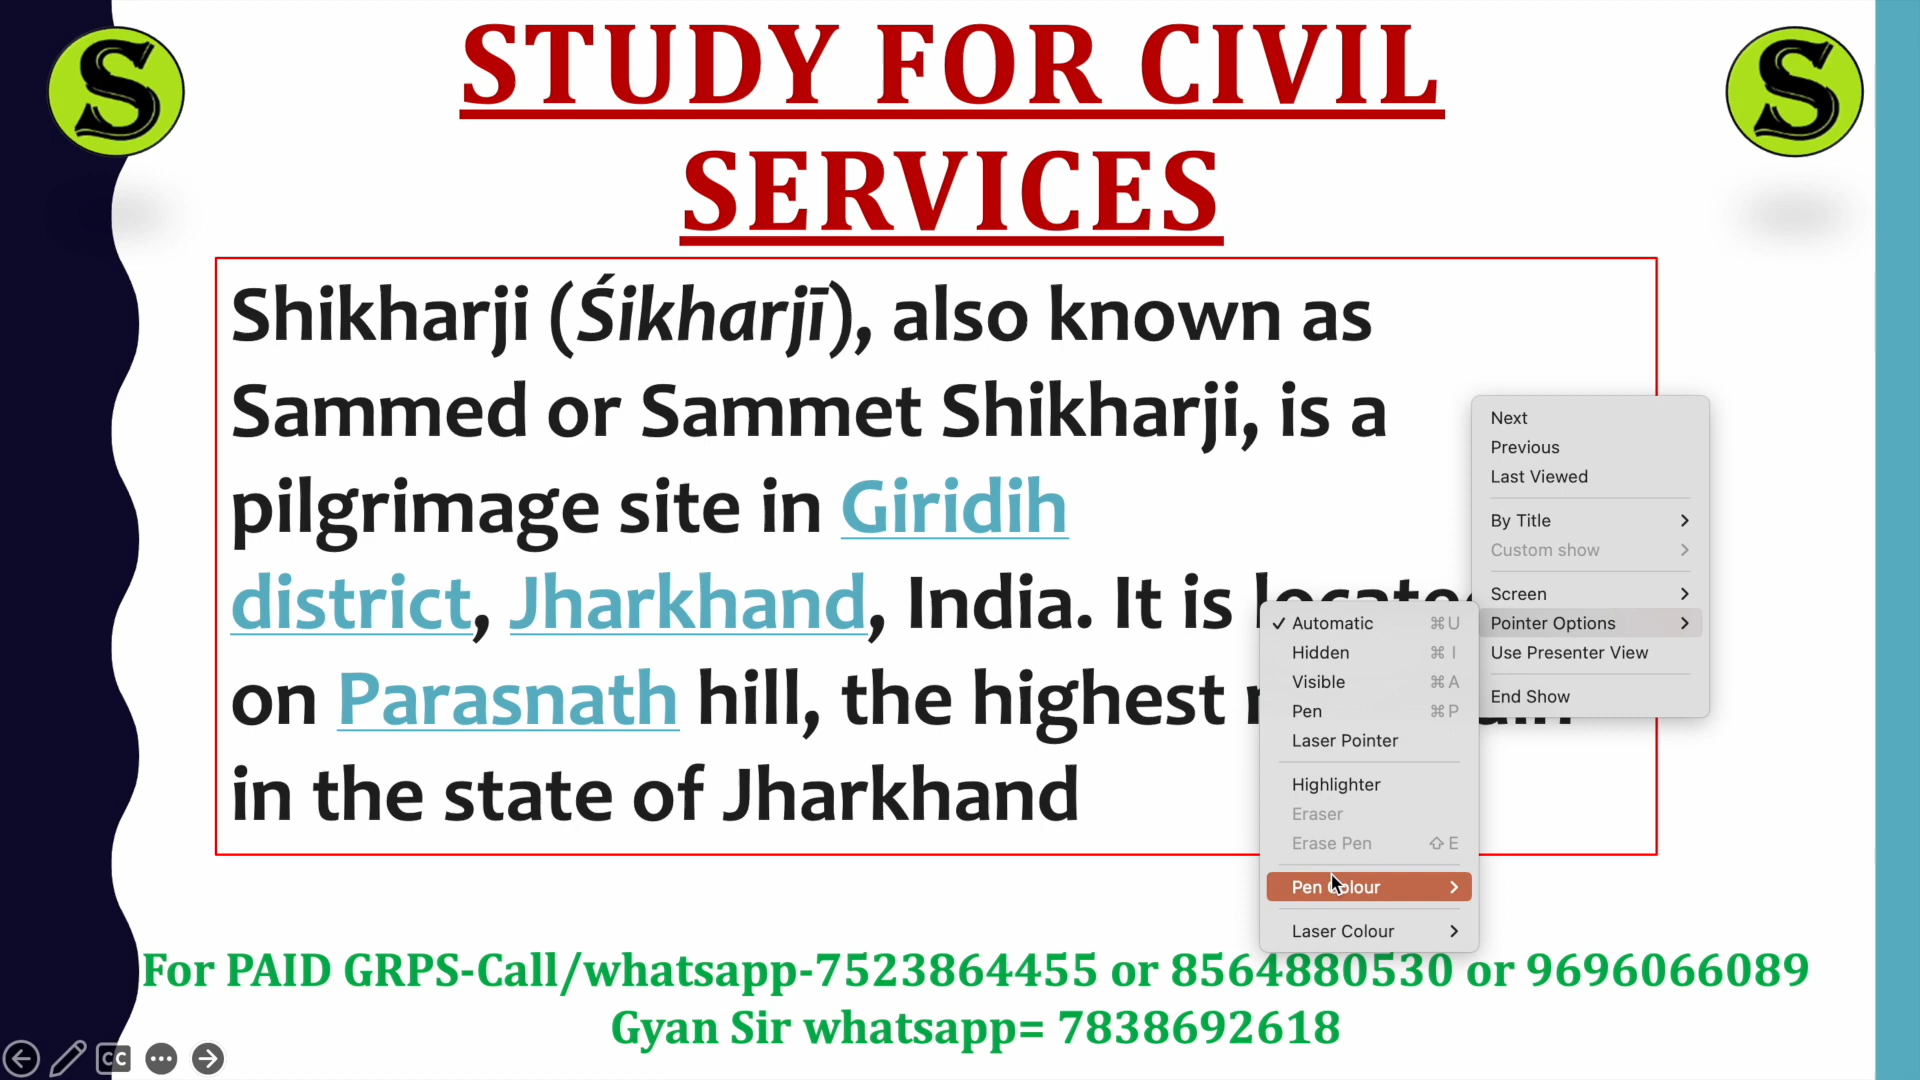 S
STUDY FOR CIVIL
SERVICES
S
Shikharji (Śikharjī), also known as
Sammed or Sammet Shikharji, is a
pilgrimage site in Giridih
district, Jharkhand, India. It is
on Parasnath hill, the highest
in the state of Jharkhand
Next
Previous
Last Viewed
By Title
Custom show
Screen
Pointer Options
Use Presenter View
End Show
Automatic ⌘U
Hidden ⌘I
Visible ⌘A
Pen ⌘P
Laser Pointer
Highlighter
Eraser
Erase Pen ⇧E
Pen Colour
Laser Colour
For PAID GRPS-Call/whatsapp-7523864455 or 8564880530 or 9696066089
Gyan Sir whatsapp= 7838692618
CC